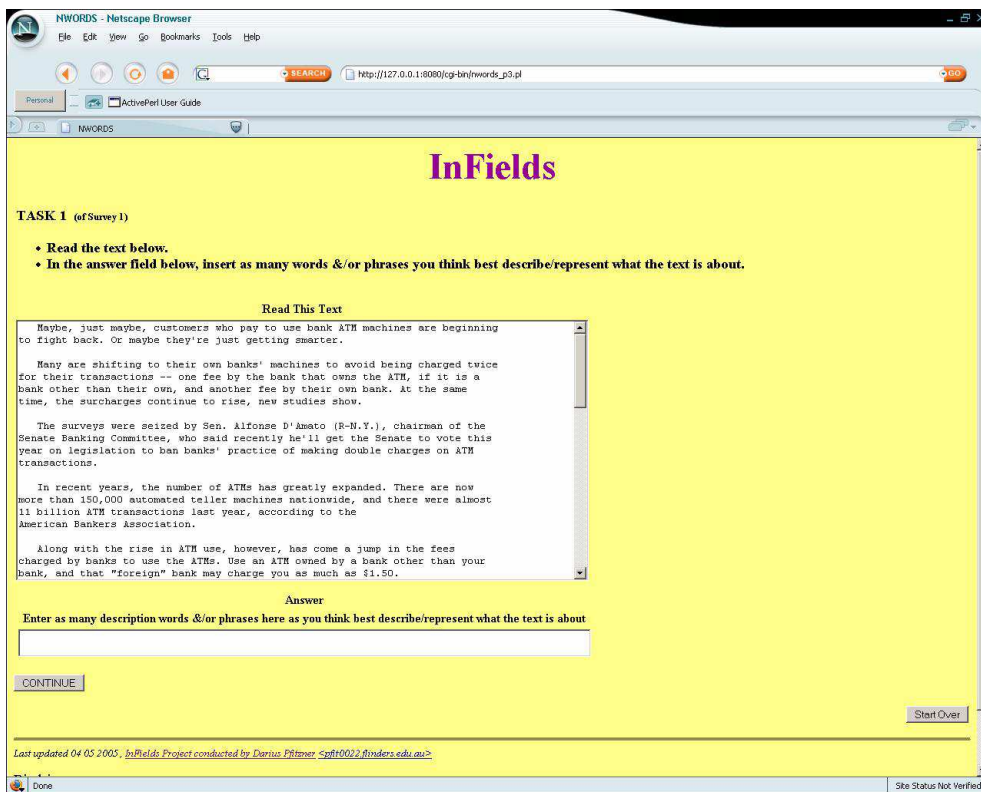 NWORDS - Netscape Browser
File Edit View Go Bookmarks Tools Help
SEARCH http://127.0.0.1:8080/cgi-bin/nwords_p3.pl GO
Personal ActivePerl User Guide
NWORDS
InFields
TASK 1 (of Survey 1)
• Read the text below.
• In the answer field below, insert as many words &/or phrases you think best describe/represent what the text is about.
Read This Text
Maybe, just maybe, customers who pay to use bank ATM machines are beginning
to fight back. Or maybe they're just getting smarter.
Many are shifting to their own banks' machines to avoid being charged twice
for their transactions -- one fee by the bank that owns the ATM, if it is a
bank other than their own, and another fee by their own bank. At the same
time, the surcharges continue to rise, new studies show.
The surveys were seized by Sen. Alfonse D'Amato (R-N.Y.), chairman of the
Senate Banking Committee, who said recently he'll get the Senate to vote this
year on legislation to ban banks' practice of making double charges on ATM
transactions.
In recent years, the number of ATMs has greatly expanded. There are now
more than 150,000 automated teller machines nationwide, and there were almost
11 billion ATM transactions last year, according to the
American Bankers Association.
Along with the rise in ATM use, however, has come a jump in the fees
charged by banks to use the ATMs. Use an ATM owned by a bank other than your
bank, and that "foreign" bank may charge you as much as $1.50.
Answer
Enter as many description words &/or phrases here as you think best describe/represent what the text is about
CONTINUE
Start Over
Last updated 04 05 2005, InFields Project conducted by Darius Pfitzner <pfit0022.flinders.edu.au>
Done Site Status Not Verified